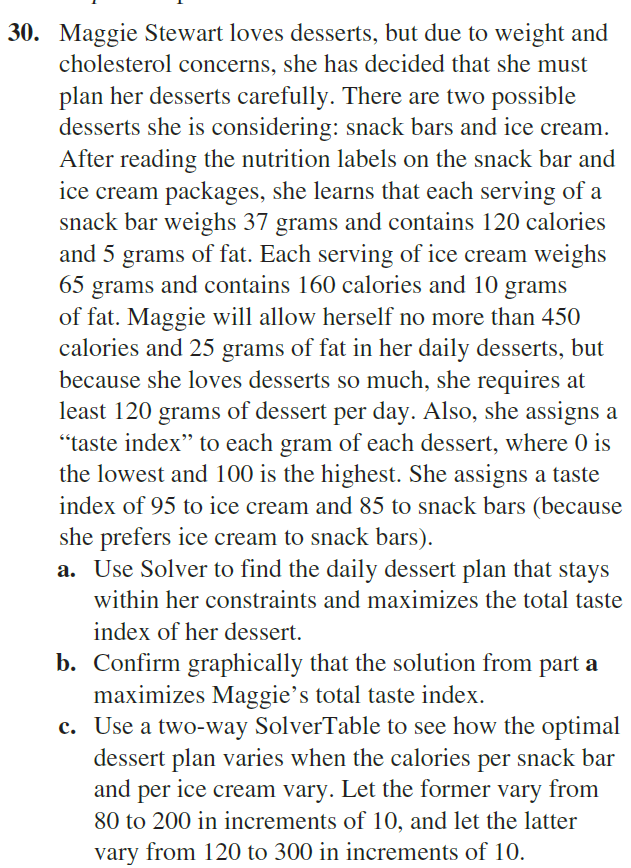 30. Maggie Stewart loves desserts, but due to weight and
cholesterol concerns, she has decided that she must
plan her desserts carefully. There are two possible
desserts she is considering: snack bars and ice cream.
After reading the nutrition labels on the snack bar and
ice cream packages, she learns that each serving of a
snack bar weighs 37 grams and contains 120 calories
and 5 grams of fat. Each serving of ice cream weighs
65 grams and contains 160 calories and 10 grams
of fat. Maggie will allow herself no more than 450
calories and 25 grams of fat in her daily desserts, but
because she loves desserts so much, she requires at
least 120 grams of dessert per day. Also, she assigns a
“taste index” to each gram of each dessert, where 0 is
the lowest and 100 is the highest. She assigns a taste
index of 95 to ice cream and 85 to snack bars (because
she prefers ice cream to snack bars).
a. Use Solver to find the daily dessert plan that stays
within her constraints and maximizes the total taste
index of her dessert.
b. Confirm graphically that the solution from part a
maximizes Maggie’s total taste index.
c. Use a two-way SolverTable to see how the optimal
dessert plan varies when the calories per snack bar
and per ice cream vary. Let the former vary from
80 to 200 in increments of 10, and let the latter
vary from 120 to 300 in increments of 10.